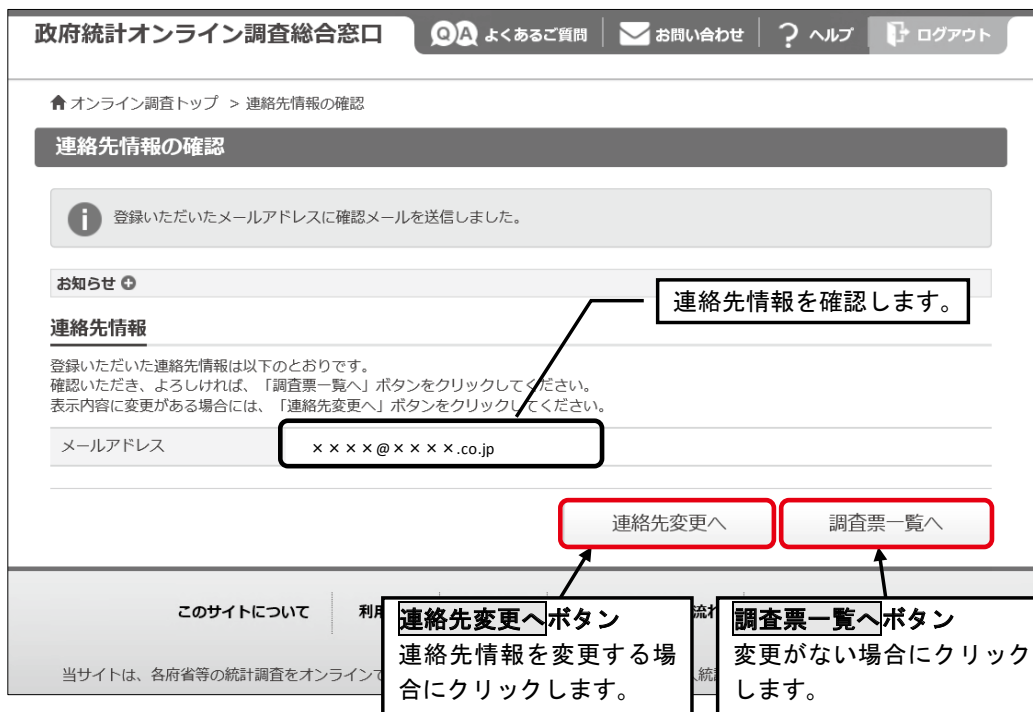 政府統計オンライン調査総合窓口
QA よくあるご質問
お問い合わせ
? ヘルプ
ログアウト
オンライン調査トップ > 連絡先情報の確認
連絡先情報の確認
i 登録いただいたメールアドレスに確認メールを送信しました。
お知らせ
連絡先情報を確認します。
連絡先情報
登録いただいた連絡先情報は以下のとおりです。
確認いただき、よろしければ、「調査票一覧へ」ボタンをクリックしてください。
表示内容に変更がある場合には、「連絡先変更へ」ボタンをクリックしてください。
メールアドレス
××××@××××.co.jp
連絡先変更へ
調査票一覧へ
このサイトについて
利用
流れ
連絡先変更へボタン
連絡先情報を変更する場
合にクリックします。
調査票一覧へボタン
変更がない場合にクリック
します。
当サイトは、各府省等の統計調査をオンラインで